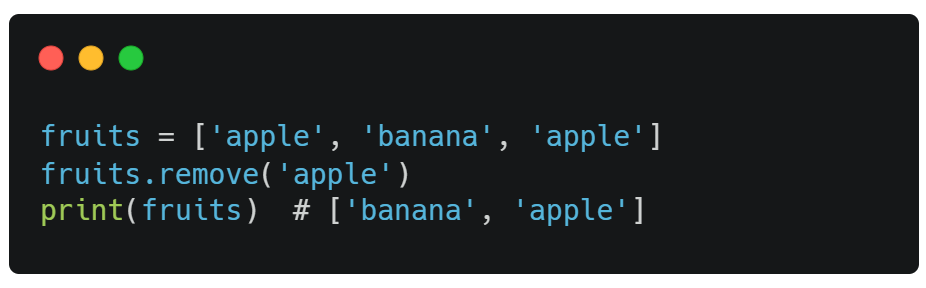 fruits = ['apple', 'banana', 'apple']
fruits.remove('apple')
print(fruits)  # ['banana', 'apple']